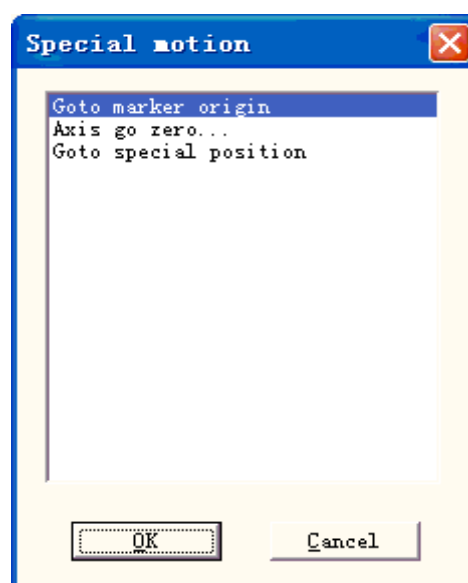 Special motion
Goto marker origin
Axis go zero...
Goto special position
OK
Cancel